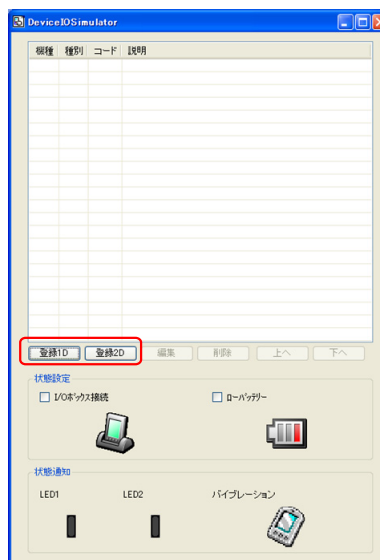 DeviceIOSimulator
機種 種別 コード 説明
登録1D 登録2D 編集 削除 上へ 下へ
状態設定
I/Oボックス接続 ローバッテリー
状態通知
LED1 LED2 バイブレーション